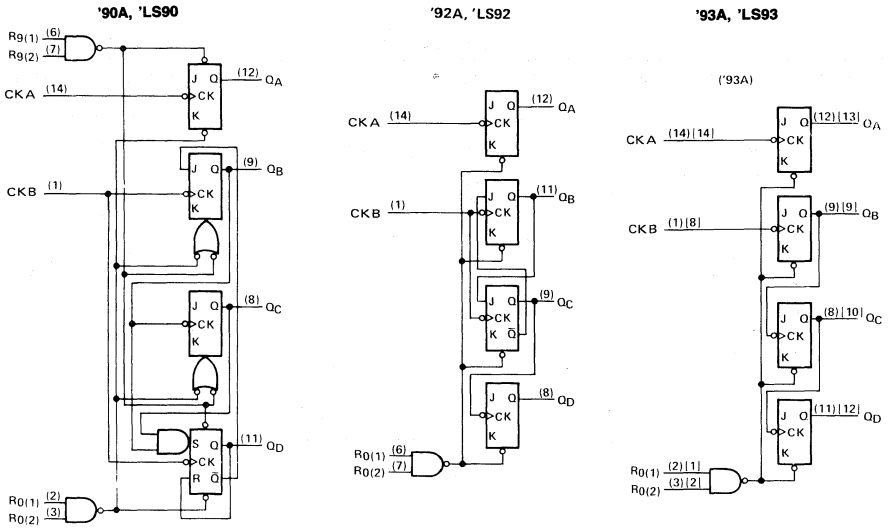 '90A, 'LS90
R9(1) (6)
R9(2) (7)
J Q (12) QA
CKA (14) CK
K
J Q (9) QB
CKB (1) CK
K
J Q (8) QC
CK
K
S Q (11) QD
CK
R Q̅
R0(1) (2)
R0(2) (3)
'92A, 'LS92
J Q (12) QA
CKA (14) CK
K
J Q (11) QB
CKB (1) CK
K
J Q (9) QC
CK
K Q̅
J Q (8) QD
CK
K
R0(1) (6)
R0(2) (7)
'93A, 'LS93
('93A)
J Q (12)[13] QA
CKA (14)[14] CK
K
J Q (9)[9] QB
CKB (1)[8] CK
K
J Q (8)[10] QC
CK
K
J Q (11)[12] QD
CK
K
R0(1) (2)[1]
R0(2) (3)[2]